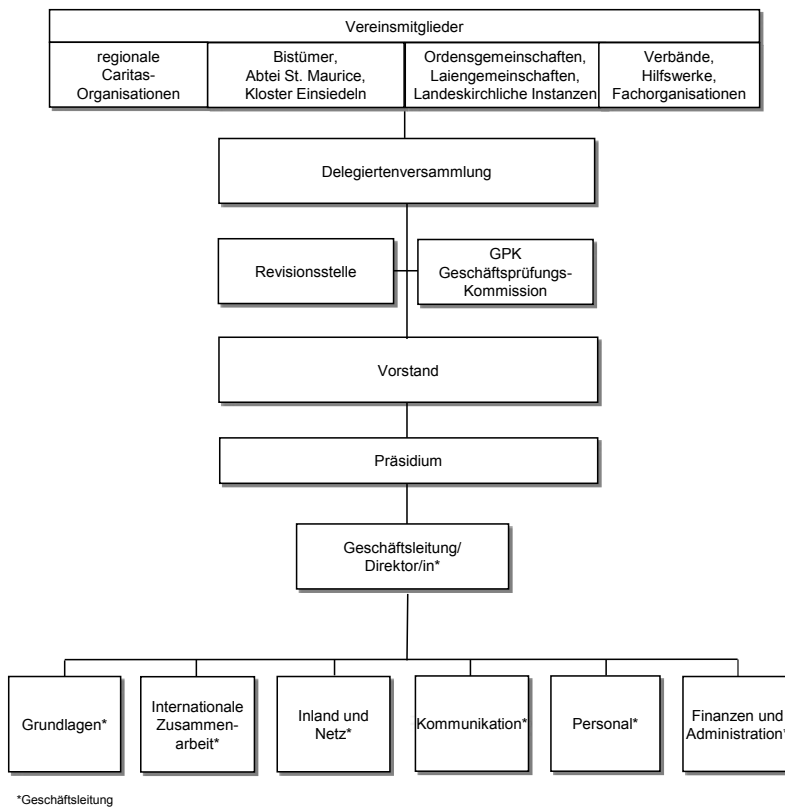 Vereinsmitglieder
regionale
Caritas-
Organisationen
Bistümer,
Abtei St. Maurice,
Kloster Einsiedeln
Ordensgemeinschaften,
Laiengemeinschaften,
Landeskirchliche Instanzen
Verbände,
Hilfswerke,
Fachorganisationen
Delegiertenversammlung
Revisionsstelle
GPK
Geschäftsprüfungs-
Kommission
Vorstand
Präsidium
Geschäftsleitung/
Direktor/in*
Grundlagen*
Internationale
Zusammen-
arbeit*
Inland und
Netz*
Kommunikation*
Personal*
Finanzen und
Administration*
*Geschäftsleitung